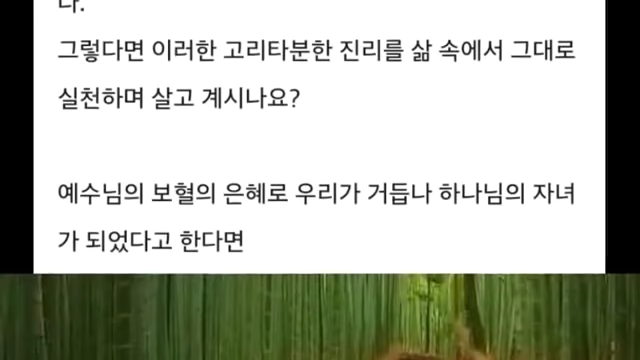 다.
그렇다면 이러한 고리타분한 진리를 삶 속에서 그대로
실천하며 살고 계시나요?
예수님의 보혈의 은혜로 우리가 거듭나 하나님의 자녀
가 되었다고 한다면